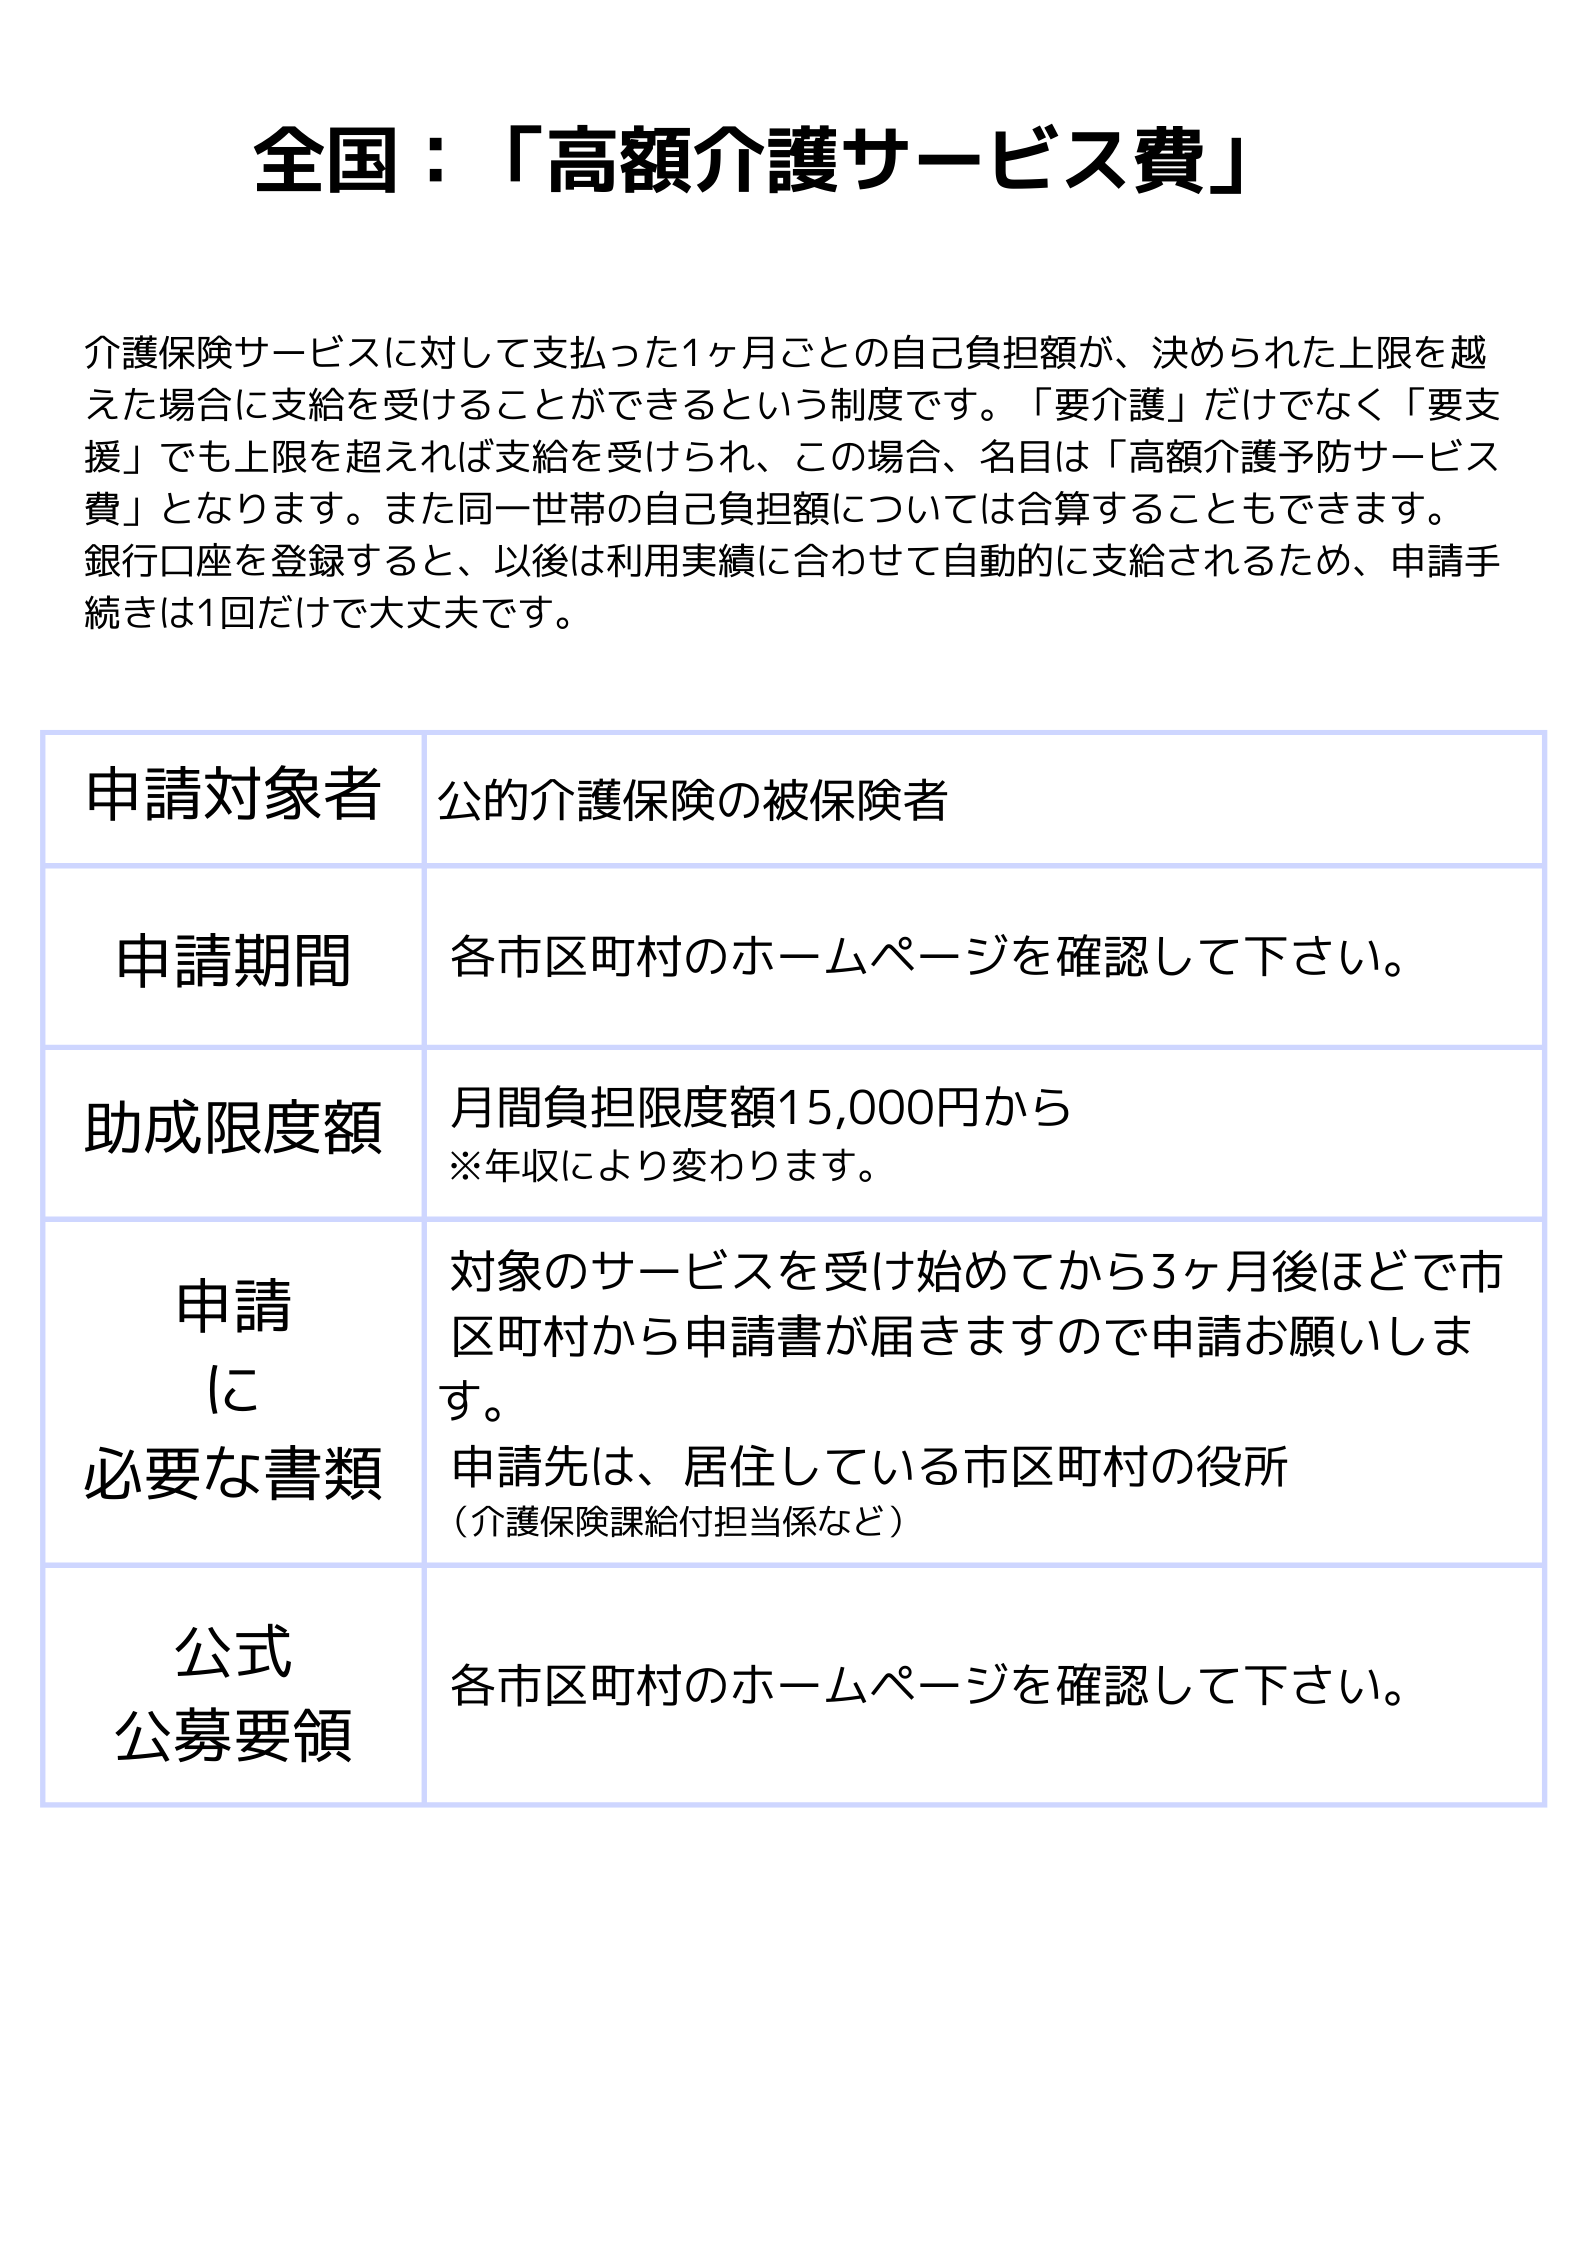 全国：「高額介護サービス費」
介護保険サービスに対して支払った1ヶ月ごとの自己負担額が、決められた上限を越
えた場合に支給を受けることができるという制度です。「要介護」だけでなく「要支
援」でも上限を超えれば支給を受けられ、この場合、名目は「高額介護予防サービス
費」となります。また同一世帯の自己負担額については合算することもできます。
銀行口座を登録すると、以後は利用実績に合わせて自動的に支給されるため、申請手
続きは1回だけで大丈夫です。
申請対象者
公的介護保険の被保険者
申請期間
各市区町村のホームページを確認して下さい。
助成限度額
月間負担限度額15,000円から
※年収により変わります。
申請
に
必要な書類
対象のサービスを受け始めてから3ヶ月後ほどで市
区町村から申請書が届きますので申請お願いしま
す。
申請先は、居住している市区町村の役所
（介護保険課給付担当係など）
公式
公募要領
各市区町村のホームページを確認して下さい。